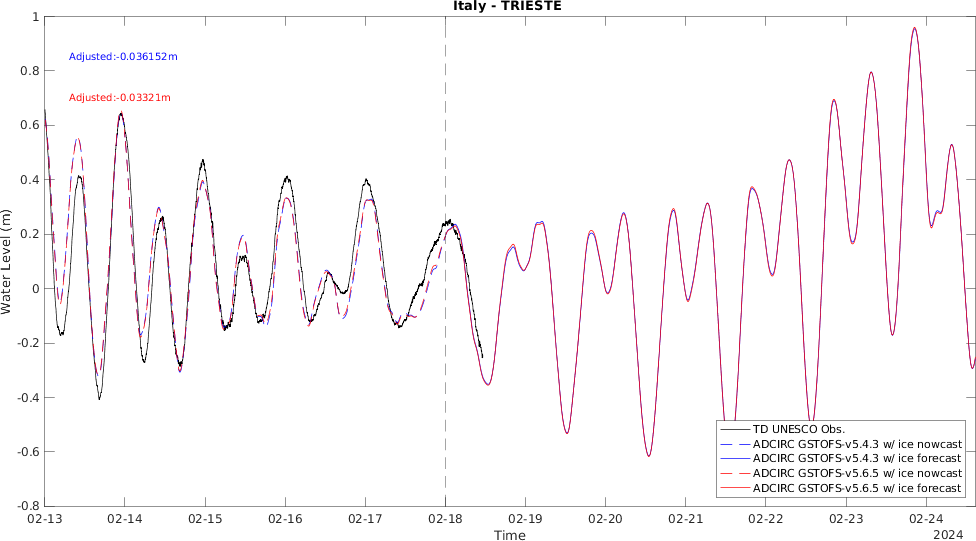 Italy - TRIESTE
Adjusted:-0.036152m
Adjusted:-0.03321m
Water Level (m)
1
0.8
0.6
0.4
0.2
0
-0.2
-0.4
-0.6
-0.8
TD UNESCO Obs.
ADCIRC GSTOFS-v5.4.3 w/ ice nowcast
ADCIRC GSTOFS-v5.4.3 w/ ice forecast
ADCIRC GSTOFS-v5.6.5 w/ ice nowcast
ADCIRC GSTOFS-v5.6.5 w/ ice forecast
02-13 02-14 02-15 02-16 02-17 02-18 02-19 02-20 02-21 02-22 02-23 02-24
Time
2024